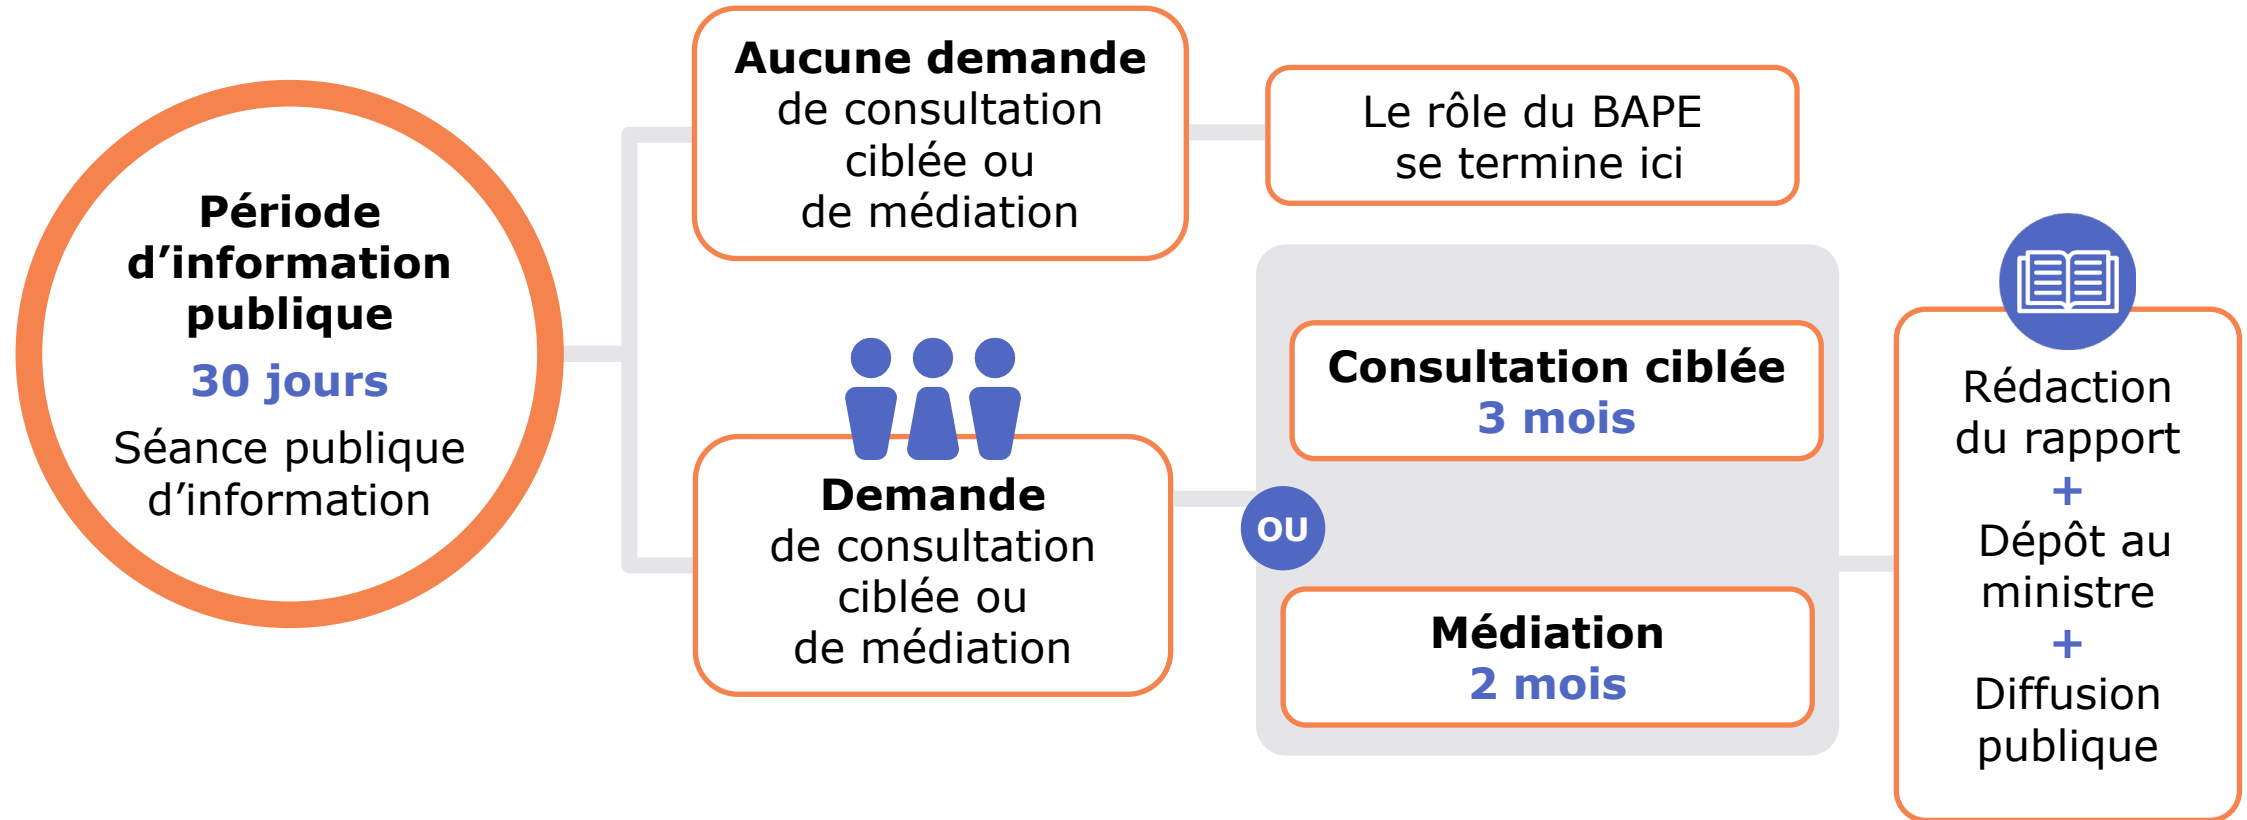 Période
d’information
publique
30 jours
Séance publique
d’information
Aucune demande
de consultation
ciblée ou
de médiation
Le rôle du BAPE
se termine ici
Demande
de consultation
ciblée ou
de médiation
OU
Consultation ciblée
3 mois
Médiation
2 mois
Rédaction
du rapport
+
Dépôt au
ministre
+
Diffusion
publique